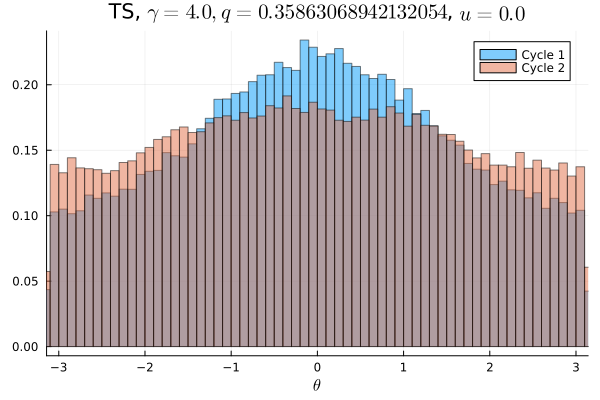 TS, γ = 4.0, q = 0.35863068942132054, u = 0.0
Cycle 1
Cycle 2
0.20
0.15
0.10
0.05
0.00
−3 −2 −1 0 1 2 3
θ